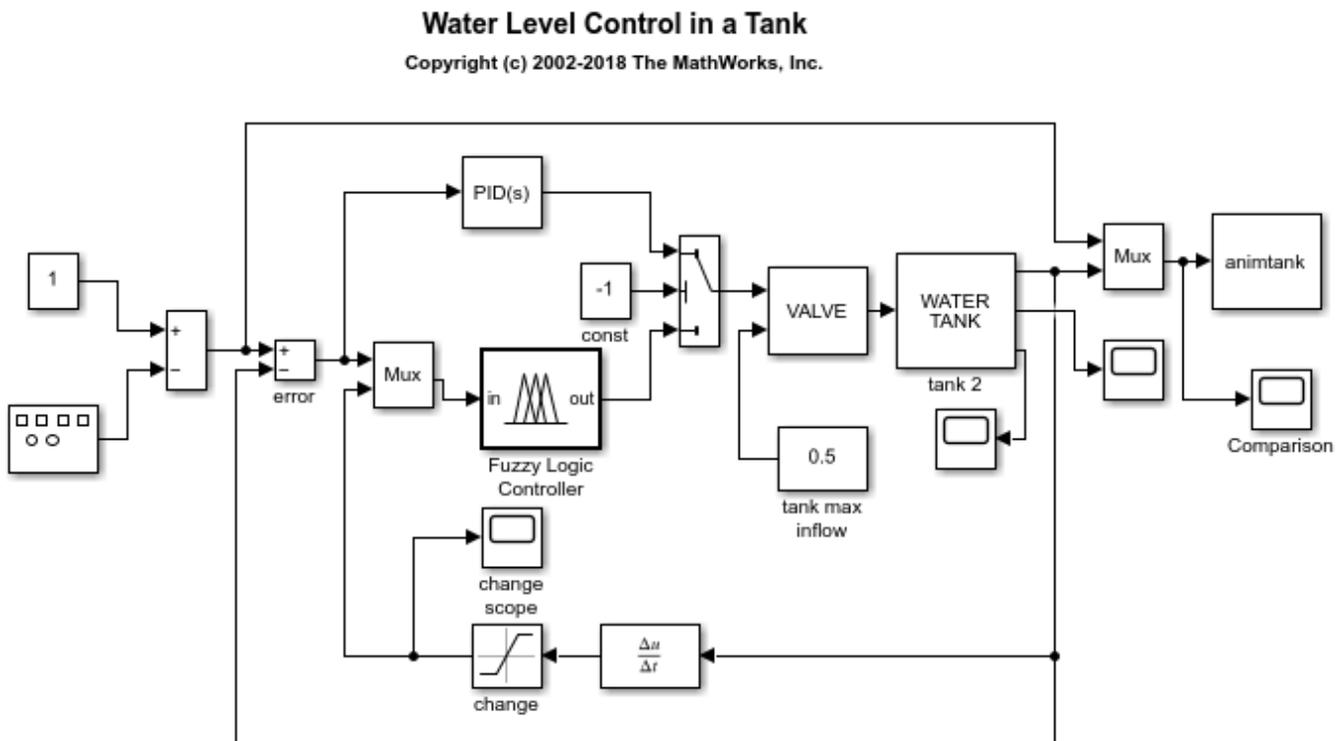 Water Level Control in a Tank
Copyright (c) 2002-2018 The MathWorks, Inc.
PID(s)
1
+
−
+
−
error
Mux
in
out
Fuzzy Logic
Controller
-1
const
VALVE
WATER
TANK
tank 2
Mux
animtank
Comparison
0.5
tank max
inflow
change
scope
change
Δu
Δt